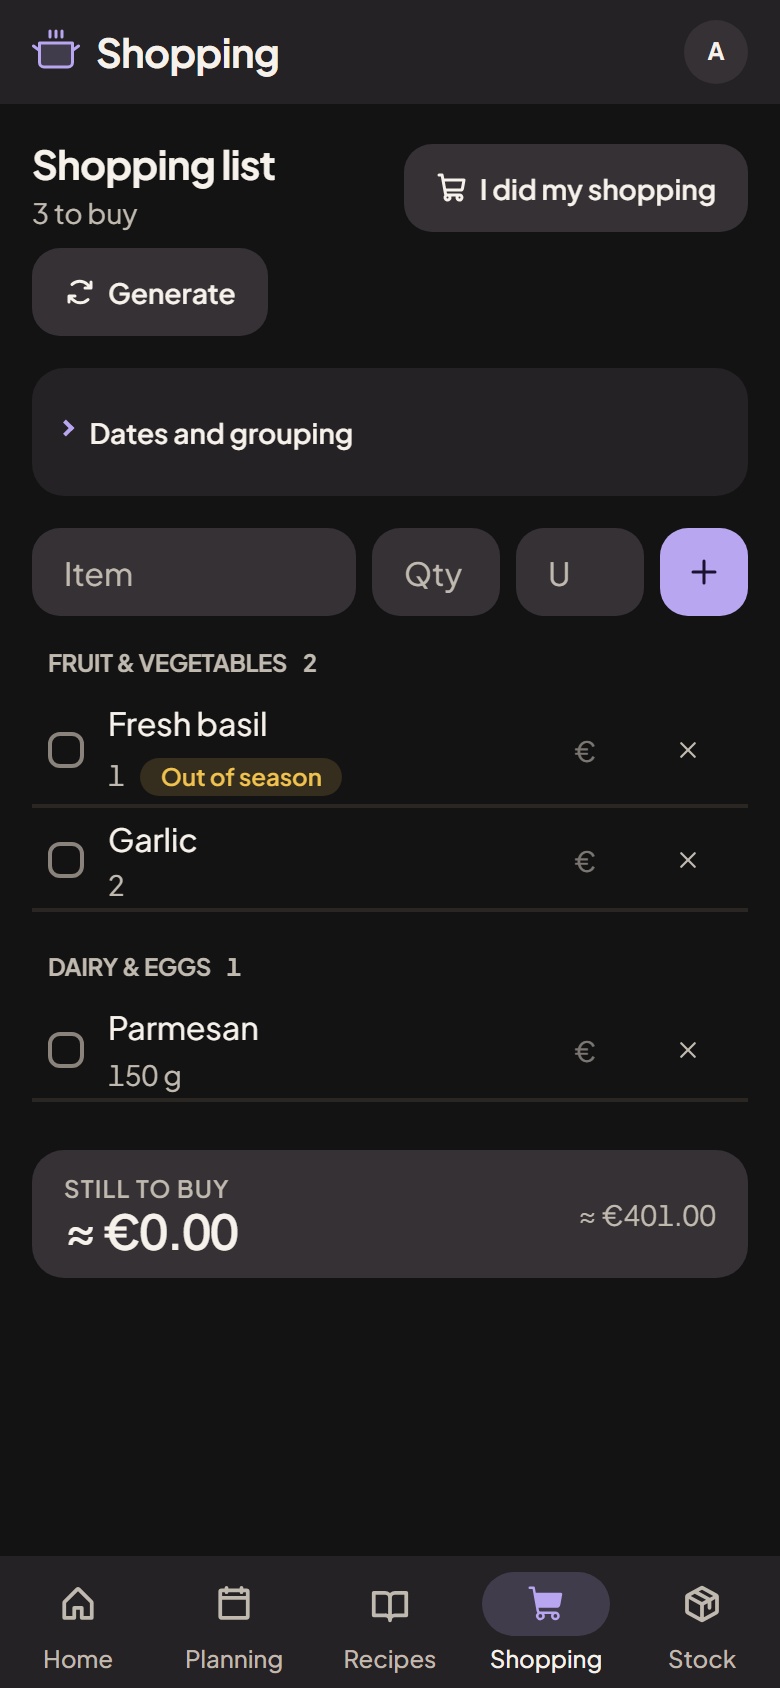 Shopping
A
Shopping list
3 to buy
I did my shopping
Generate
Dates and grouping
Item
Qty
U
FRUIT & VEGETABLES 2
Fresh basil
€
1 Out of season
Garlic
€
2
DAIRY & EGGS 1
Parmesan
€
150 g
STILL TO BUY
≈ €0.00
≈ €401.00
Home
Planning
Recipes
Shopping
Stock